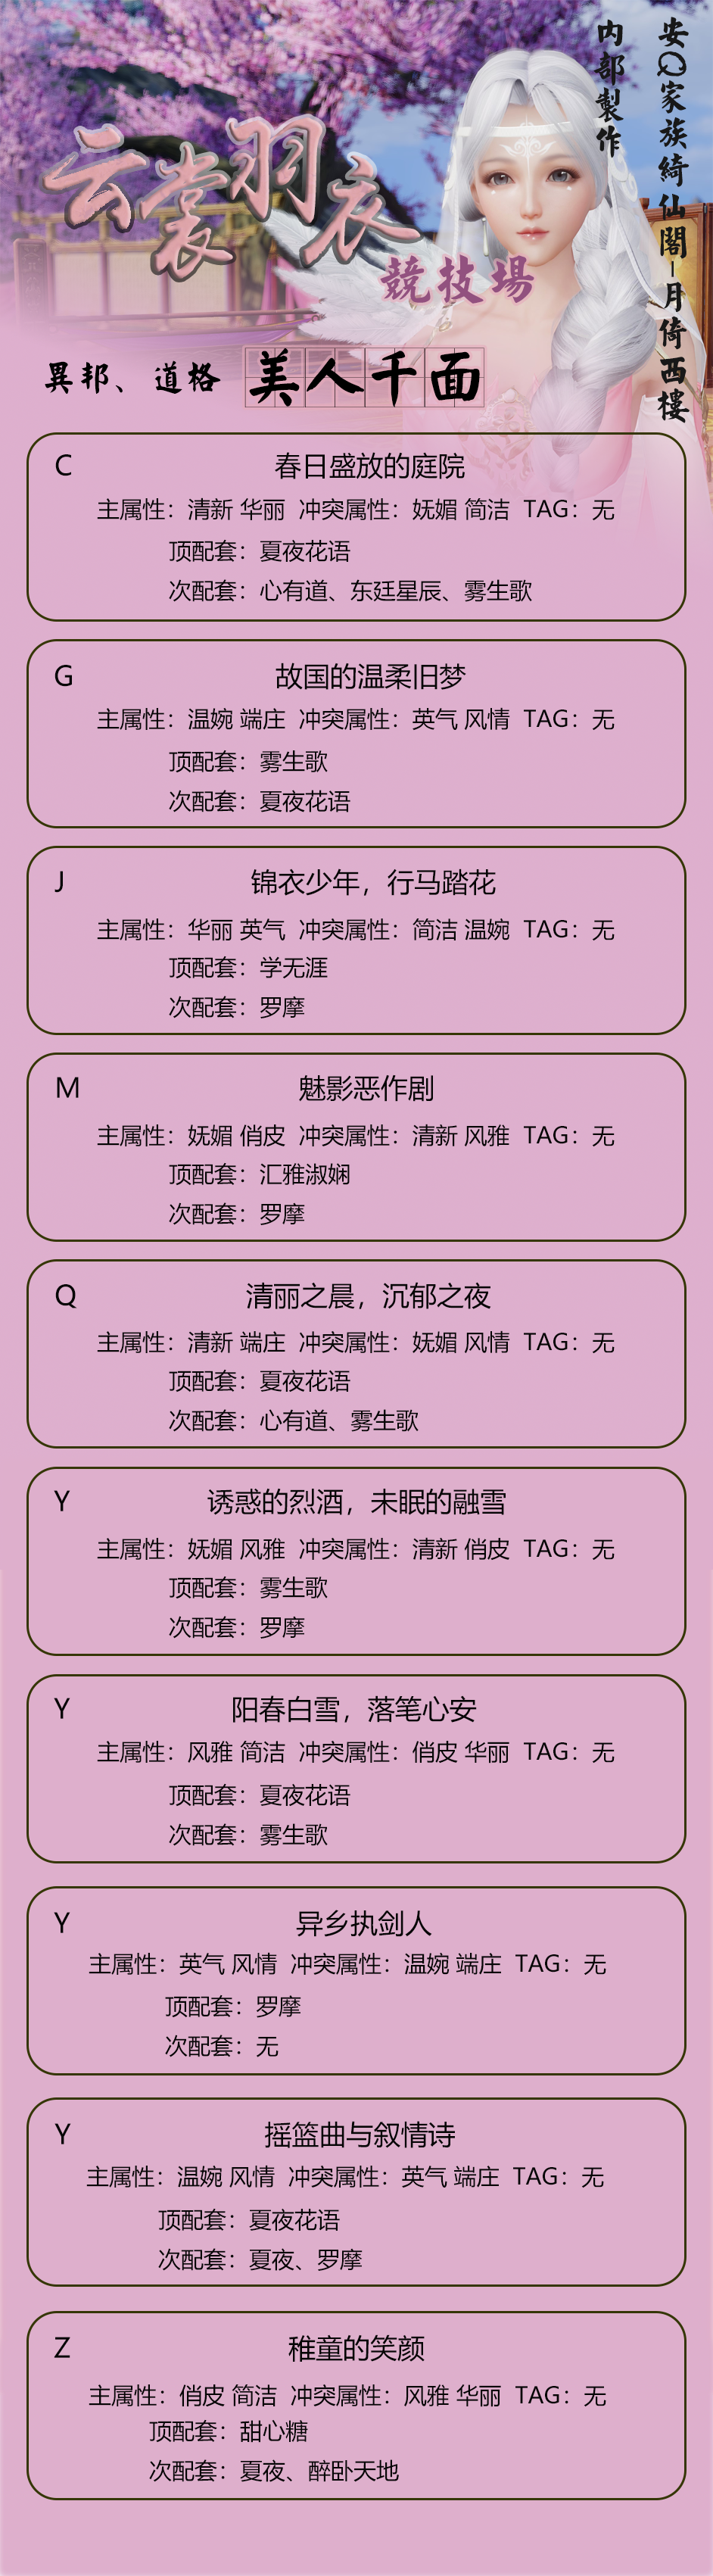 安Q家族綺仙閣-月倚西樓
内部製作
云裳羽衣
競技場
異邦、道格 美人千面
C 春日盛放的庭院
主属性：清新 华丽 冲突属性：妩媚 简洁 TAG：无
顶配套：夏夜花语
次配套：心有道、东廷星辰、雾生歌
G 故国的温柔旧梦
主属性：温婉 端庄 冲突属性：英气 风情 TAG：无
顶配套：雾生歌
次配套：夏夜花语
J 锦衣少年，行马踏花
主属性：华丽 英气 冲突属性：简洁 温婉 TAG：无
顶配套：学无涯
次配套：罗摩
M 魅影恶作剧
主属性：妩媚 俏皮 冲突属性：清新 风雅 TAG：无
顶配套：汇雅淑娴
次配套：罗摩
Q 清丽之晨，沉郁之夜
主属性：清新 端庄 冲突属性：妩媚 风情 TAG：无
顶配套：夏夜花语
次配套：心有道、雾生歌
Y 诱惑的烈酒，未眠的融雪
主属性：妩媚 风雅 冲突属性：清新 俏皮 TAG：无
顶配套：雾生歌
次配套：罗摩
Y 阳春白雪，落笔心安
主属性：风雅 简洁 冲突属性：俏皮 华丽 TAG：无
顶配套：夏夜花语
次配套：雾生歌
Y 异乡执剑人
主属性：英气 风情 冲突属性：温婉 端庄 TAG：无
顶配套：罗摩
次配套：无
Y 摇篮曲与叙情诗
主属性：温婉 风情 冲突属性：英气 端庄 TAG：无
顶配套：夏夜花语
次配套：夏夜、罗摩
Z 稚童的笑颜
主属性：俏皮 简洁 冲突属性：风雅 华丽 TAG：无
顶配套：甜心糖
次配套：夏夜、醉卧天地